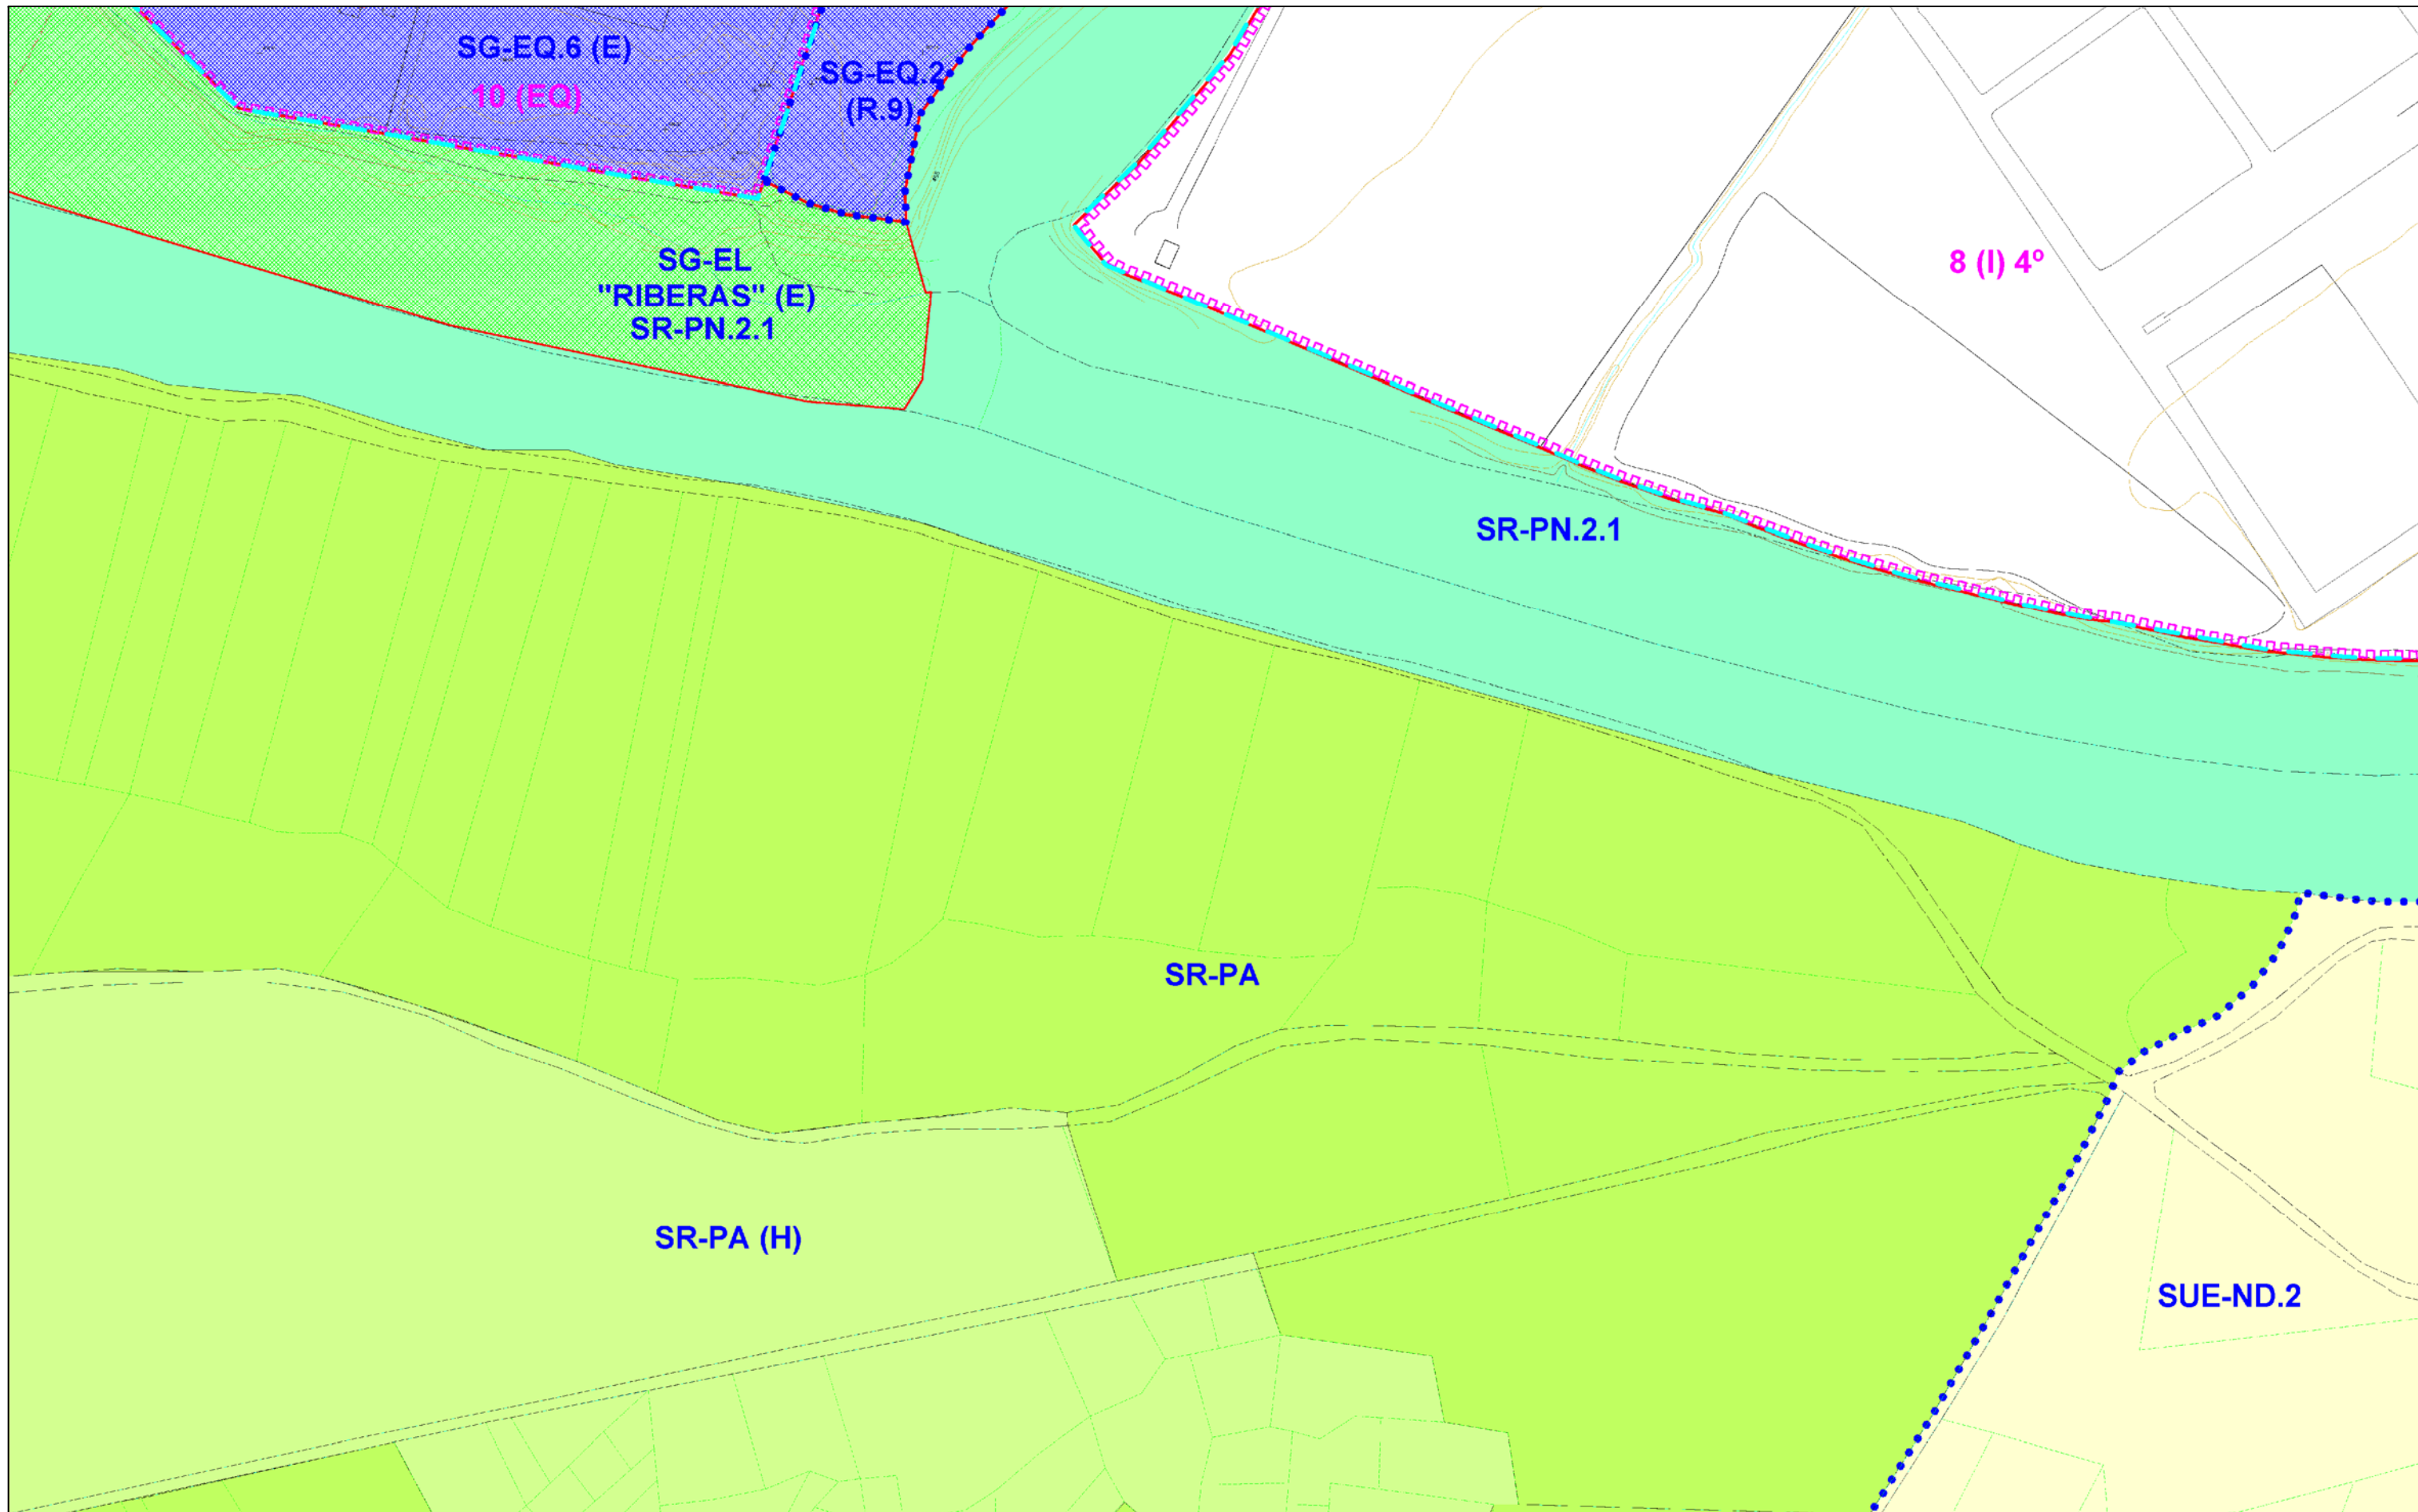 SG-EQ.6 (E)
10 (EQ)
SG-EQ.2
(R.9)
SG-EL
"RIBERAS" (E)
SR-PN.2.1
8 (I) 4º
SR-PN.2.1
SR-PA
SR-PA (H)
SUE-ND.2